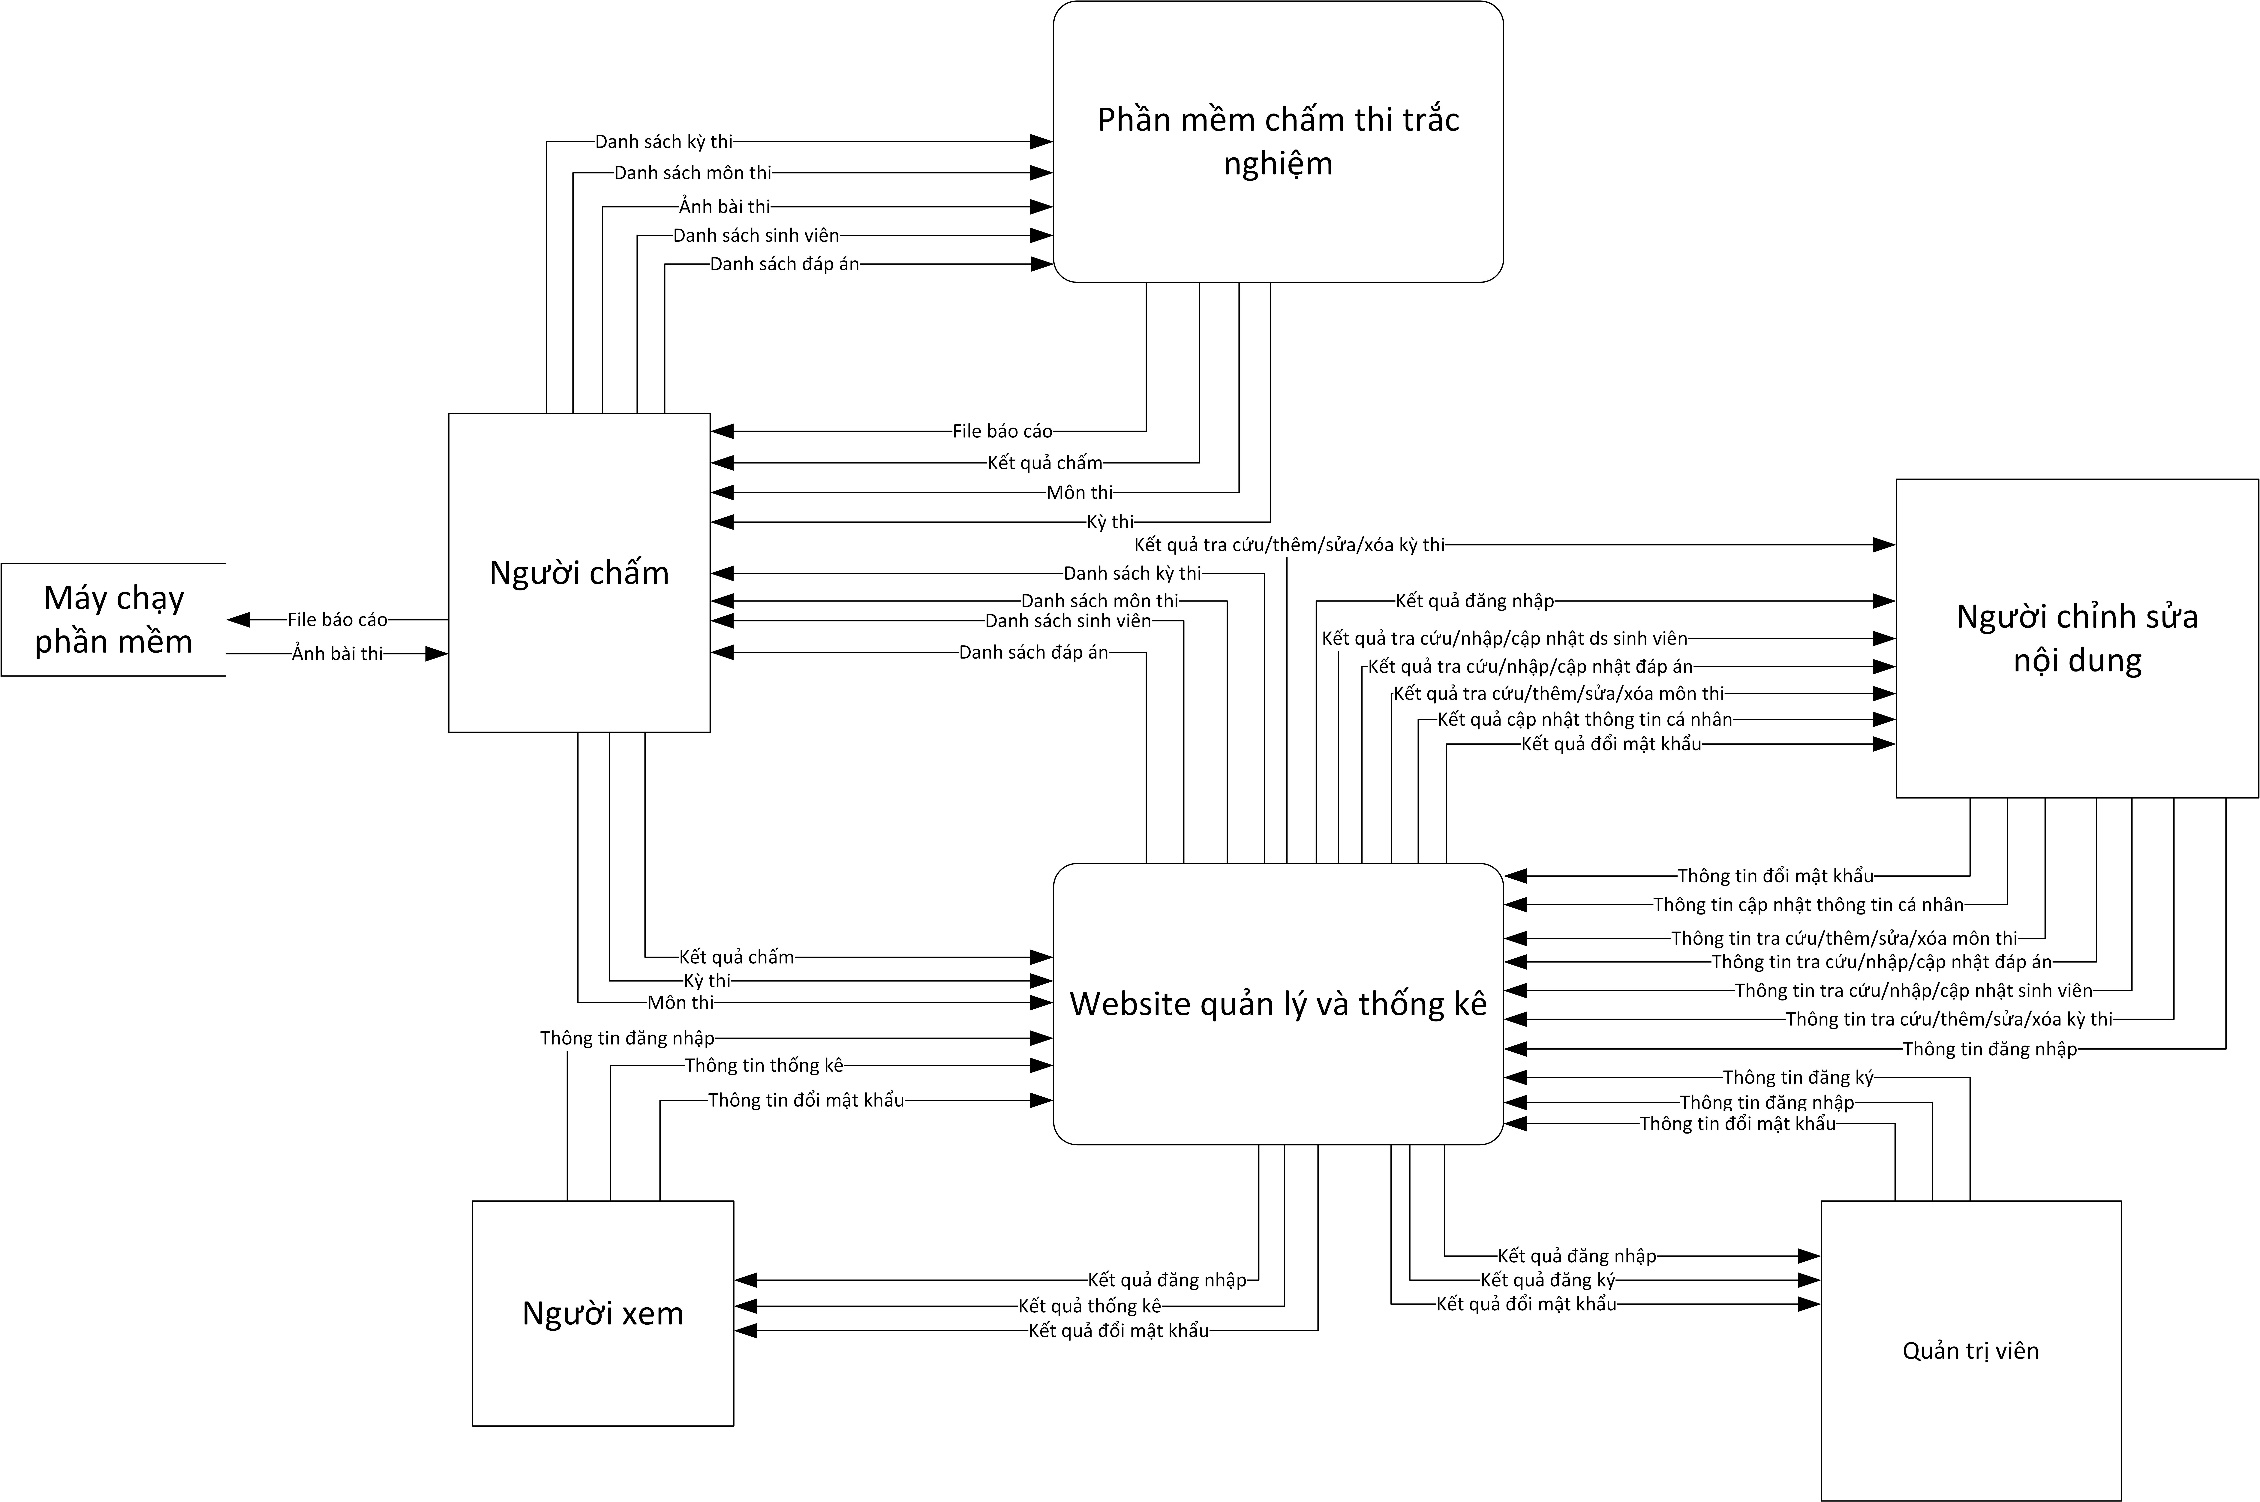 Phần mềm chấm thi trắc
nghiệm
Danh sách kỳ thi
Danh sách môn thi
Ảnh bài thi
Danh sách sinh viên
Danh sách đáp án
File báo cáo
Kết quả chấm
Môn thi
Kỳ thi
Người chấm
Máy chạy
phần mềm
File báo cáo
Ảnh bài thi
Danh sách kỳ thi
Danh sách môn thi
Danh sách sinh viên
Danh sách đáp án
Kết quả tra cứu/thêm/sửa/xóa kỳ thi
Kết quả đăng nhập
Kết quả tra cứu/nhập/cập nhật ds sinh viên
Kết quả tra cứu/nhập/cập nhật đáp án
Kết quả tra cứu/thêm/sửa/xóa môn thi
Kết quả cập nhật thông tin cá nhân
Kết quả đổi mật khẩu
Người chỉnh sửa
nội dung
Thông tin đổi mật khẩu
Thông tin cập nhật thông tin cá nhân
Thông tin tra cứu/thêm/sửa/xóa môn thi
Thông tin tra cứu/nhập/cập nhật đáp án
Thông tin tra cứu/nhập/cập nhật sinh viên
Thông tin tra cứu/thêm/sửa/xóa kỳ thi
Thông tin đăng nhập
Kết quả chấm
Kỳ thi
Môn thi
Website quản lý và thống kê
Thông tin đăng nhập
Thông tin thống kê
Thông tin đổi mật khẩu
Thông tin đăng ký
Thông tin đăng nhập
Thông tin đổi mật khẩu
Kết quả đăng nhập
Kết quả thống kê
Kết quả đổi mật khẩu
Người xem
Kết quả đăng nhập
Kết quả đăng ký
Kết quả đổi mật khẩu
Quản trị viên